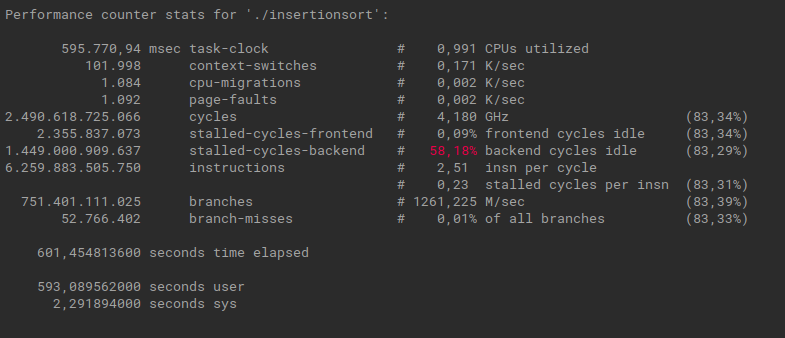 Performance counter stats for './insertionsort':
595.770,94 msec task-clock # 0,991 CPUs utilized
101.998 context-switches # 0,171 K/sec
1.084 cpu-migrations # 0,002 K/sec
1.092 page-faults # 0,002 K/sec
2.490.618.725.066 cycles # 4,180 GHz (83,34%)
2.355.837.073 stalled-cycles-frontend # 0,09% frontend cycles idle (83,34%)
1.449.000.909.637 stalled-cycles-backend # 58,18% backend cycles idle (83,29%)
6.259.883.505.750 instructions # 2,51 insn per cycle
# 0,23 stalled cycles per insn (83,31%)
751.401.111.025 branches # 1261,225 M/sec (83,39%)
52.766.402 branch-misses # 0,01% of all branches (83,33%)
601,454813600 seconds time elapsed
593,089562000 seconds user
2,291894000 seconds sys